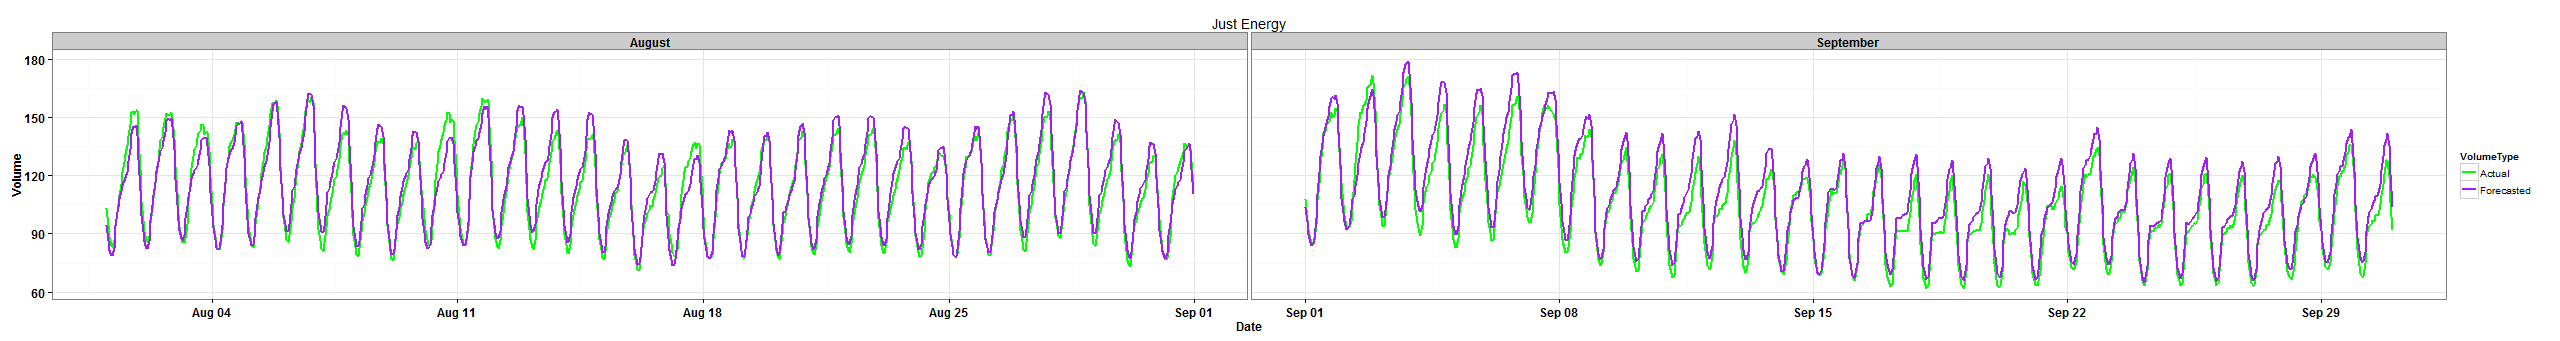 Just Energy
August September
180
150
120
90
60
Volume
Aug 04 Aug 11 Aug 18 Aug 25 Sep 01 Sep 01 Sep 08 Sep 15 Sep 22 Sep 29
Date
VolumeType
Actual
Forecasted